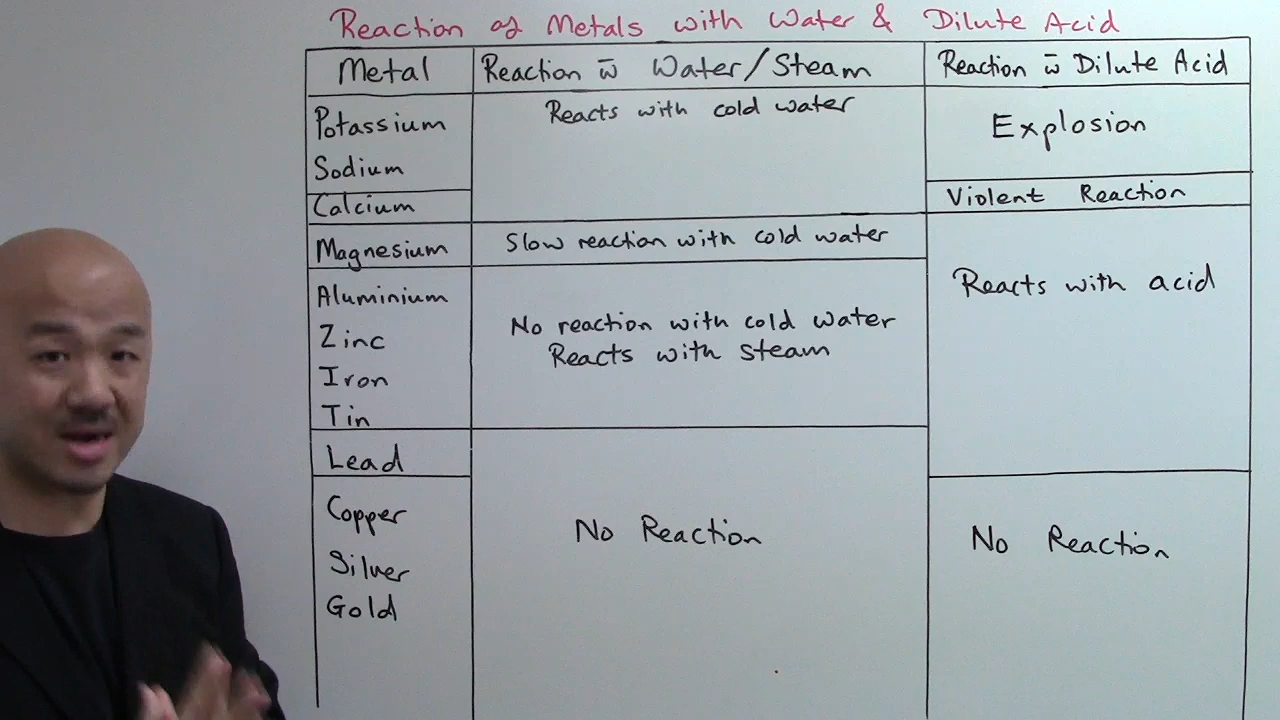 Reaction of Metals with Water & Dilute Acid
Metal
Reaction w̄ Water/Steam
Reaction w̄ Dilute Acid
Potassium
Reacts with cold water
Explosion
Sodium
Calcium
Violent Reaction
Magnesium
Slow reaction with cold water
Reacts with acid
Aluminium
Zinc
No reaction with cold water
Reacts with steam
Iron
Tin
Lead
Copper
No Reaction
No Reaction
Silver
Gold